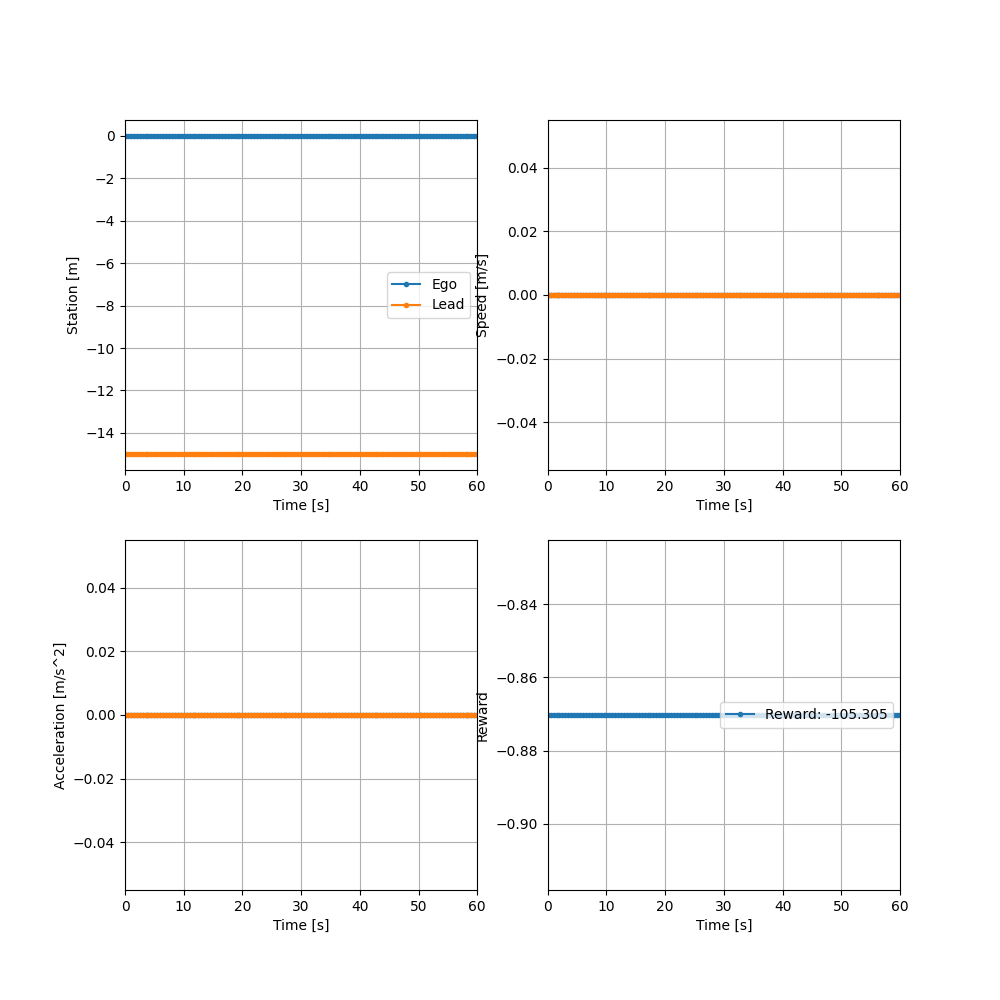 0
−2
−4
−6
−8
−10
−12
−14
Station [m]
Ego
Lead
0 10 20 30 40 50 60
Time [s]
0.04
0.02
0.00
−0.02
−0.04
Speed [m/s]
0 10 20 30 40 50 60
Time [s]
0.04
0.02
0.00
−0.02
−0.04
Acceleration [m/s^2]
0 10 20 30 40 50 60
Time [s]
−0.84
−0.86
−0.88
−0.90
Reward
Reward: -105.305
0 10 20 30 40 50 60
Time [s]